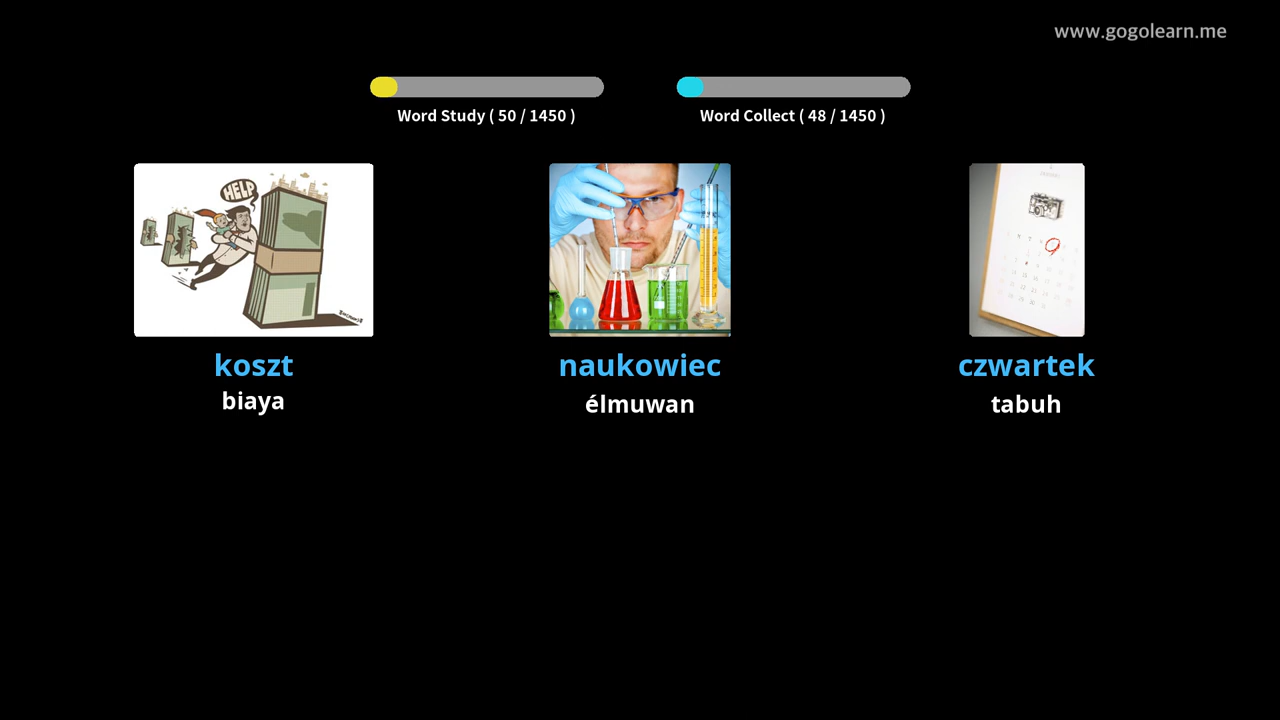 www.gogolearn.me
Word Study ( 50 / 1450 )
Word Collect ( 48 / 1450 )
HELP
koszt
naukowiec
czwartek
biaya
élmuwan
tabuh